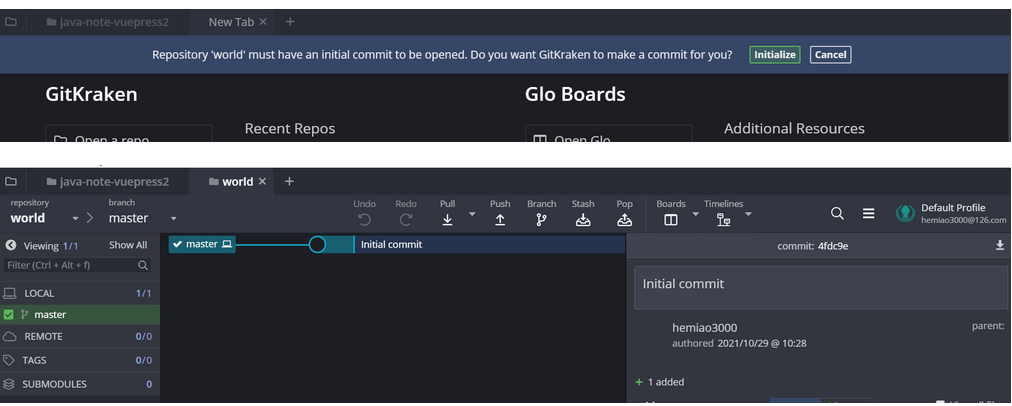 java-note-vuepress2 New Tab × +
Repository 'world' must have an initial commit to be opened. Do you want GitKraken to make a commit for you? Initialize Cancel
GitKraken Glo Boards
Recent Repos Additional Resources
Open a repo Open Glo
java-note-vuepress2 world × +
repository branch Undo Redo Pull Push Branch Stash Pop Boards Timelines
world master
Default Profile
hemiao3000@126.com
Viewing 1/1 Show All
Filter (Ctrl + Alt + f)
LOCAL 1/1
master
REMOTE 0/0
TAGS 0/0
SUBMODULES 0
master Initial commit
commit: 4fdc9e
Initial commit
hemiao3000 parent:
authored 2021/10/29 @ 10:28
+ 1 added